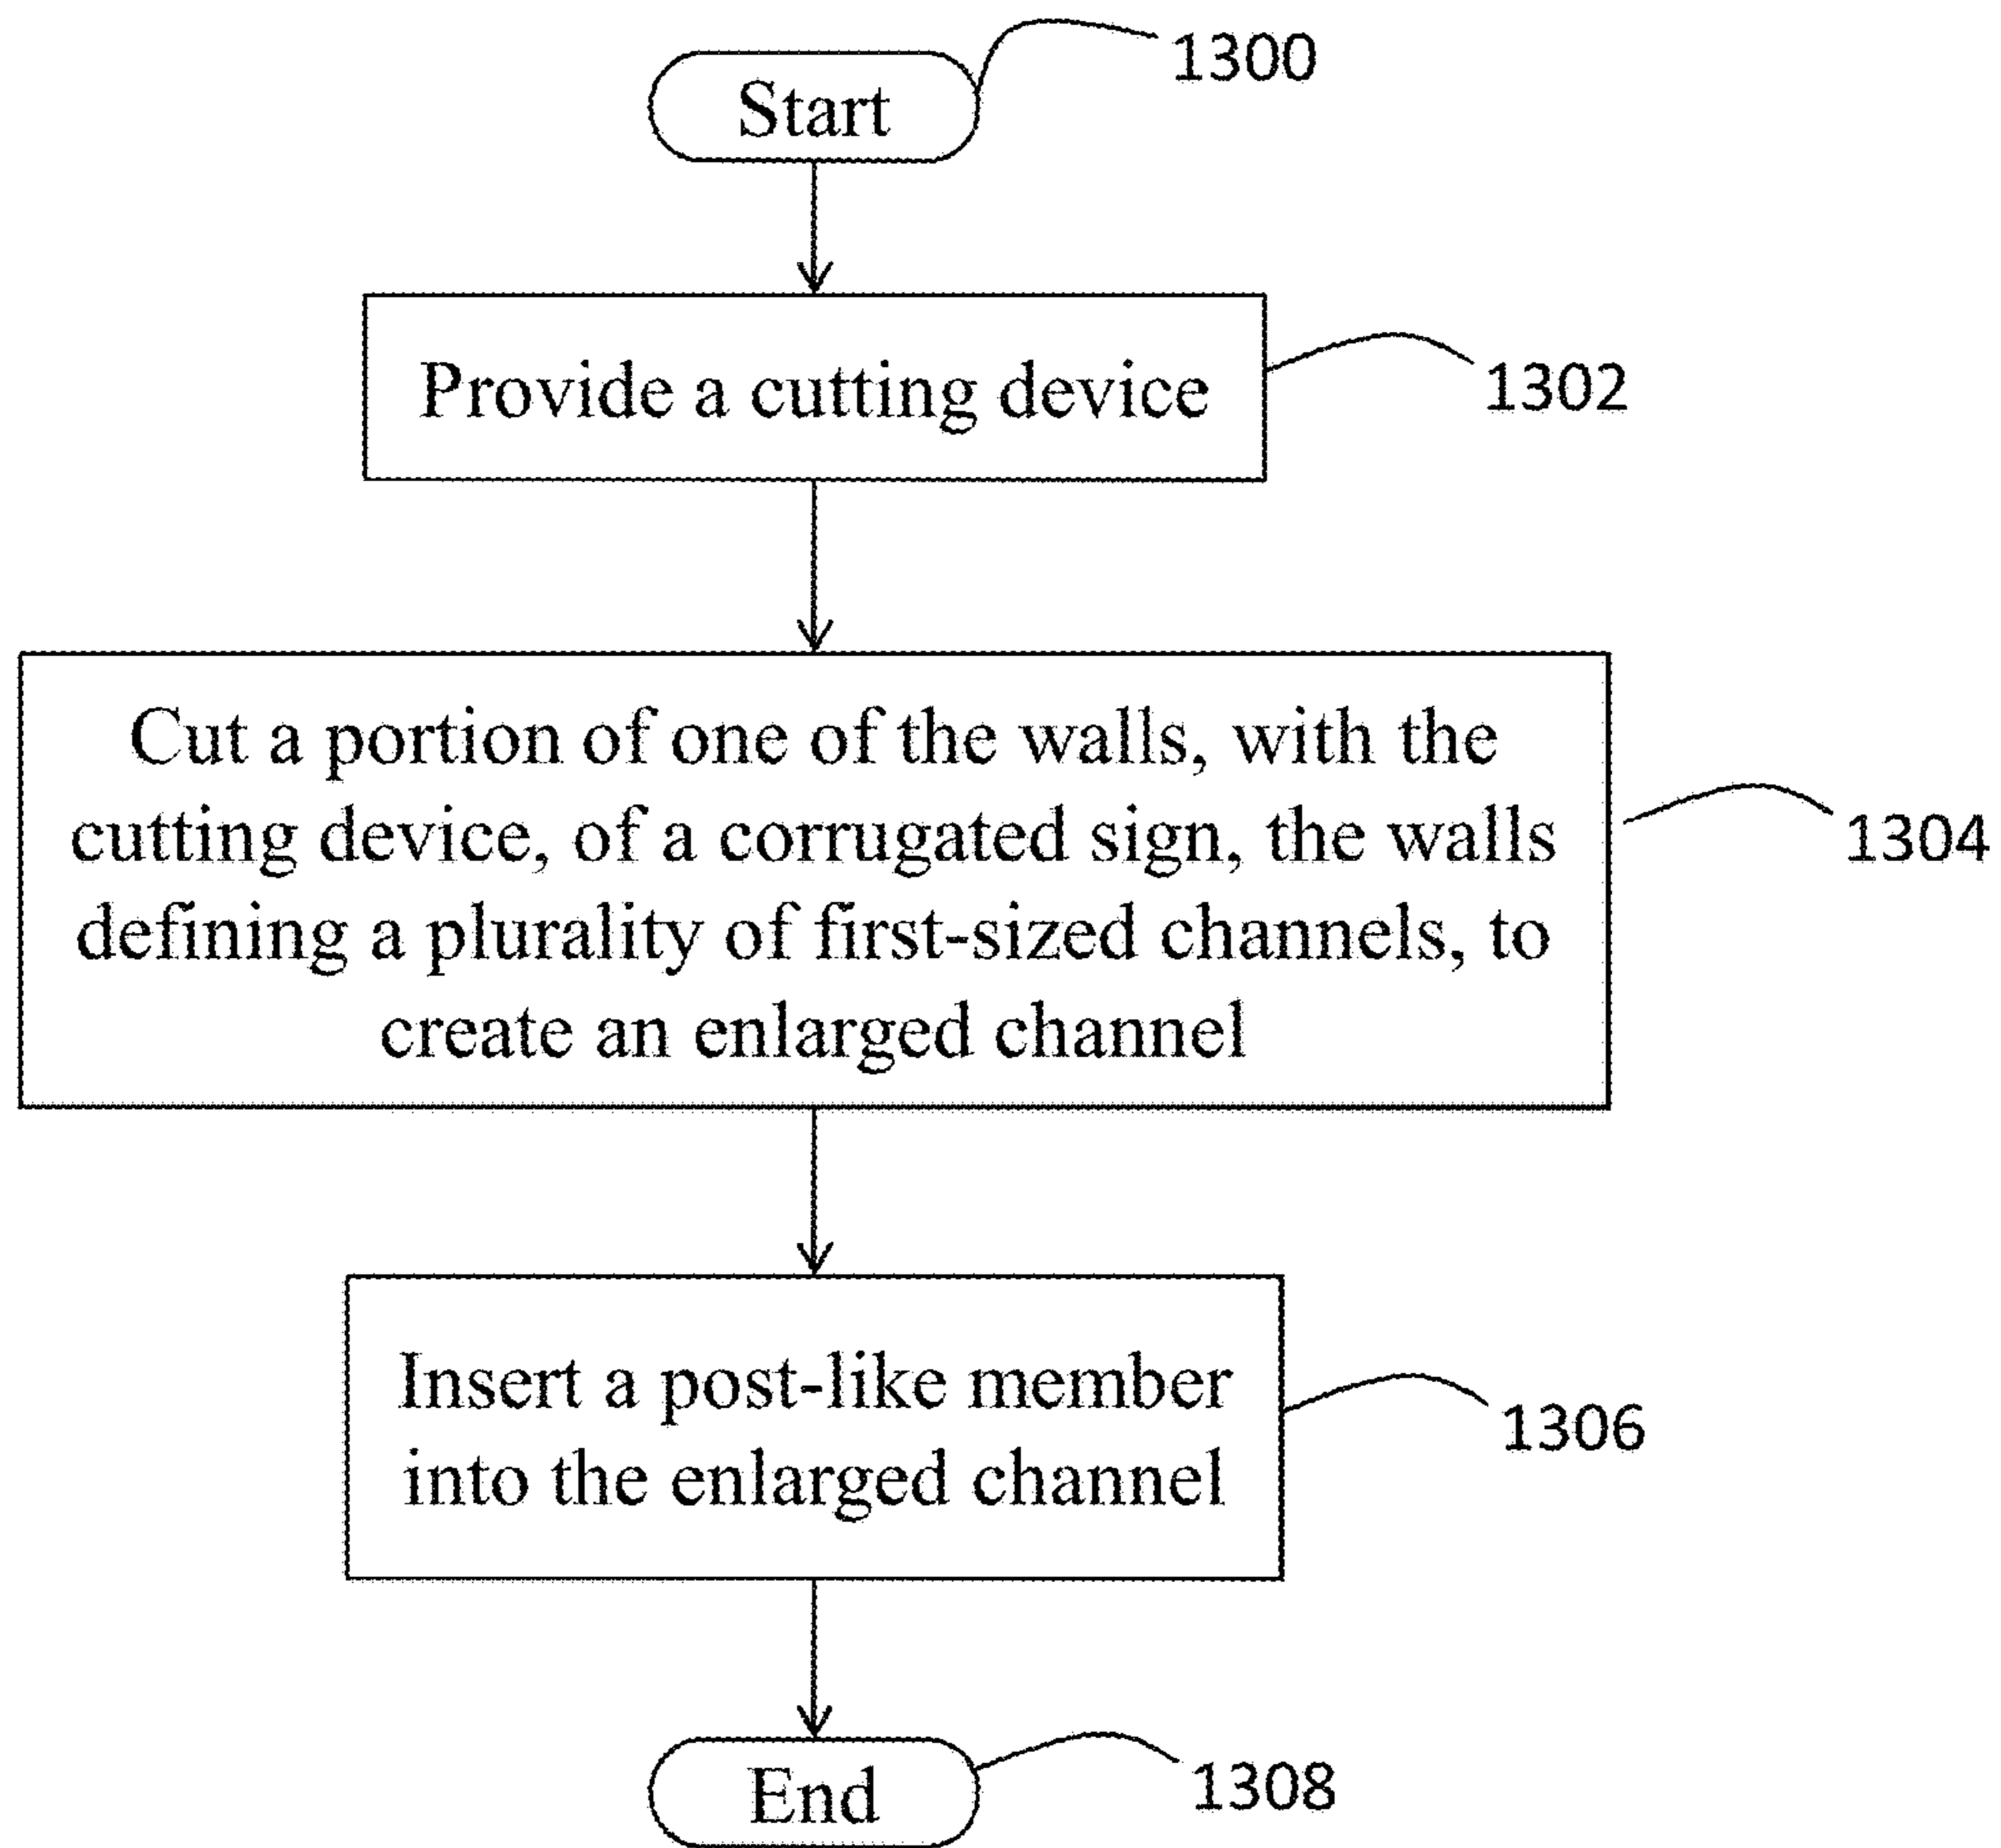 Start
1300
Provide a cutting device
1302
Cut a portion of one of the walls, with the
cutting device, of a corrugated sign, the walls
defining a plurality of first-sized channels, to
create an enlarged channel
1304
Insert a post-like member
into the enlarged channel
1306
End
1308